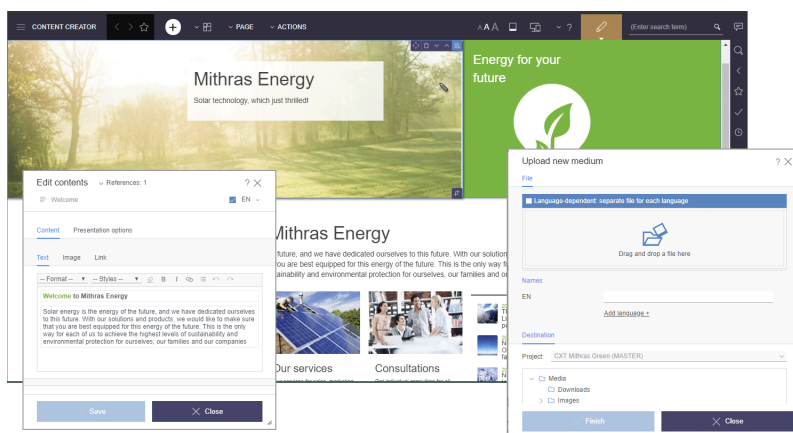 CONTENT CREATOR
PAGE
ACTIONS
AAA
?
(Enter search term)
Mithras Energy
Solar technology, which just thrilled!
Energy for your
future
Edit contents
References: 1
?
Welcome
EN
Content
Presentation options
Text
Image
Link
-- Format --
-- Styles --
B
I
Welcome to Mithras Energy
Solar energy is the energy of the future, and we have dedicated ourselves
to this future. With our solutions and products, we would like to make sure
that you are best equipped for this energy of the future. This is the only
way for each of us to achieve the highest levels of sustainability and
environmental protection for ourselves, our families and our companies
Save
Close
Mithras Energy
future, and we have dedicated ourselves to this future. With our solution
you are best equipped for this energy of the future. This is the only way f
ainability and environmental protection for ourselves, our families and o
Our services
Consultations
Upload new medium
?
File
Language-dependent: separate file for each language
Drag and drop a file here
Names
EN
Add language +
Destination
Project:
CXT Mithras Green (MASTER)
Media
Downloads
Images
Finish
Close